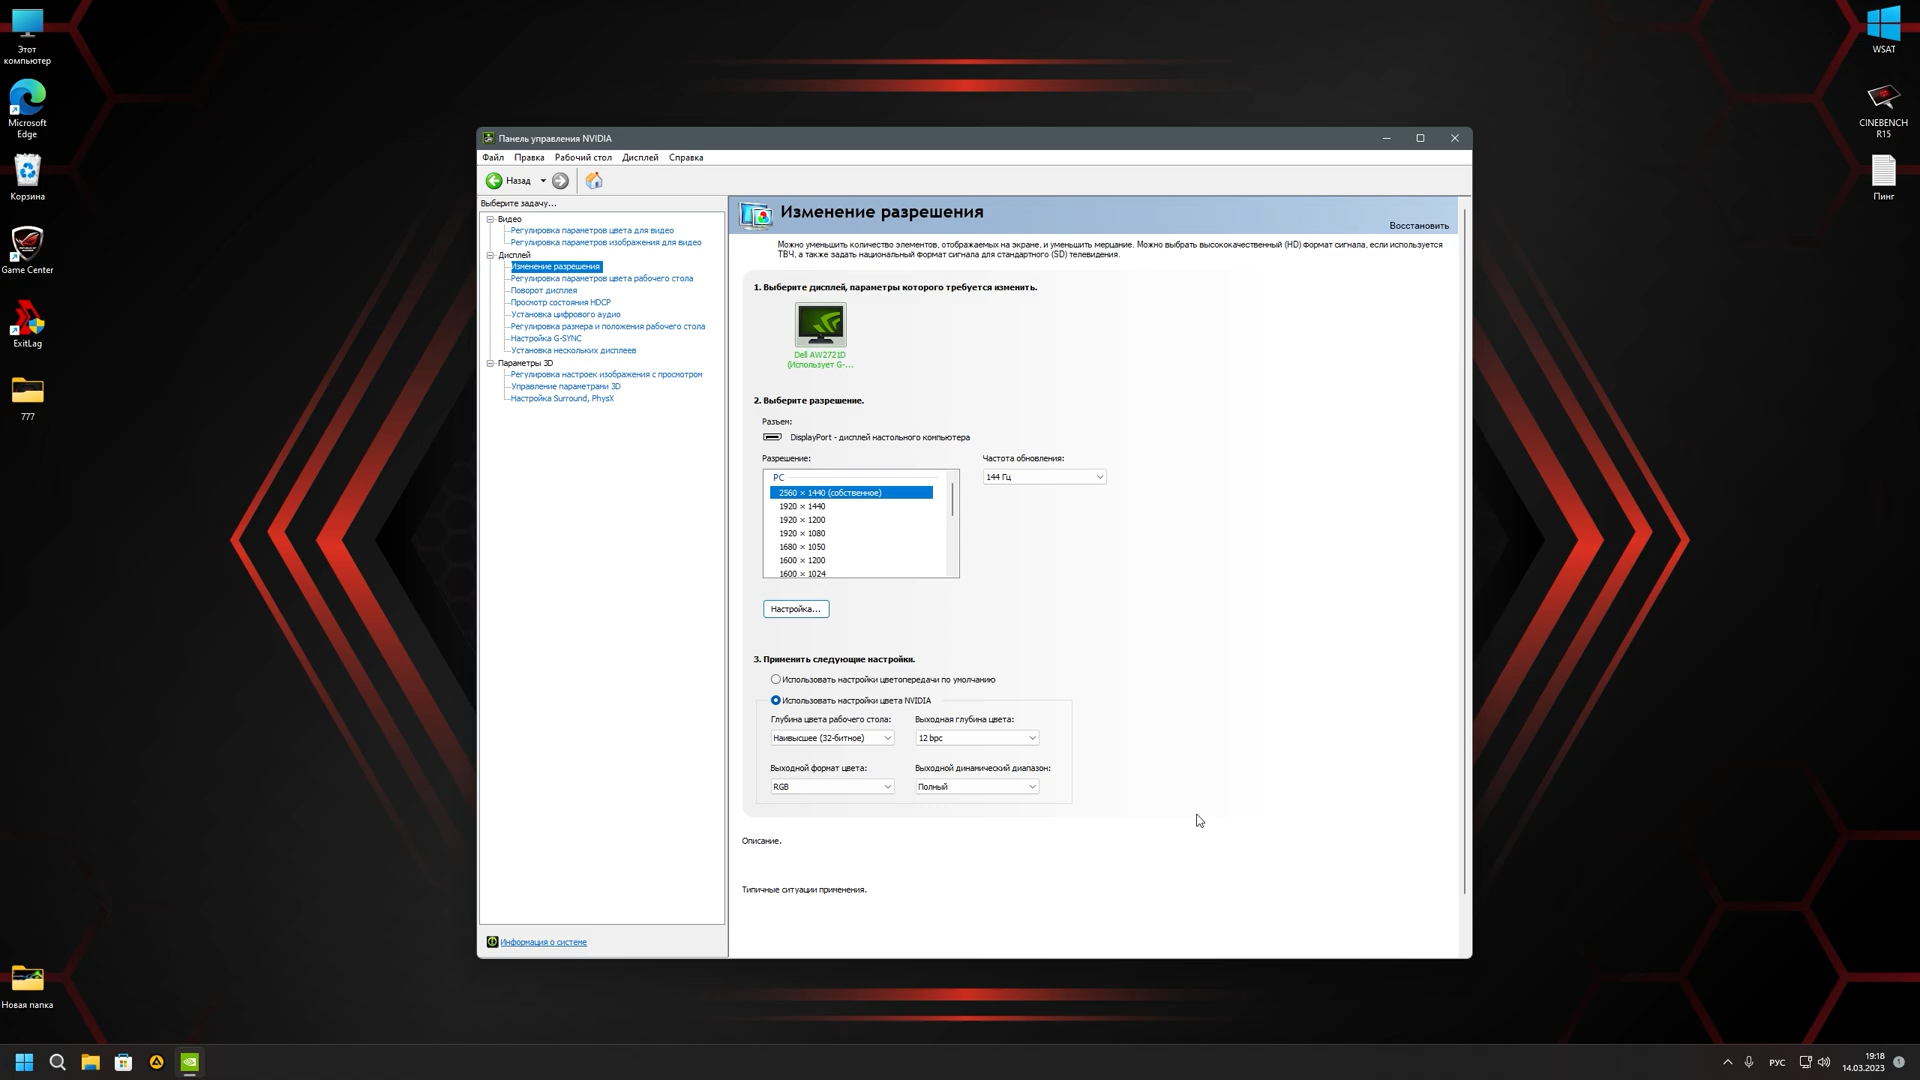 Этот
компьютер
Microsoft
Edge
Корзина
Game Center
ExitLag
777
Новая папка
WSAT
CINEBENCH
R15
Пинг
Панель управления NVIDIA
Файл Правка Рабочий стол Дисплей Справка
Назад
Выберите задачу...
Видео
Регулировка параметров цвета для видео
Регулировка параметров изображения для видео
Дисплей
Изменение разрешения
Регулировка параметров цвета рабочего стола
Поворот дисплея
Просмотр состояния HDCP
Установка цифрового аудио
Регулировка размера и положения рабочего стола
Настройка G-SYNC
Установка нескольких дисплеев
Параметры 3D
Регулировка настроек изображения с просмотром
Управление параметрами 3D
Настройка Surround, PhysX
Информация о системе
Изменение разрешения
Восстановить
Можно уменьшить количество элементов, отображаемых на экране, и уменьшить мерцание. Можно выбрать высококачественный (HD) формат сигнала, если используется
ТВЧ, а также задать национальный формат сигнала для стандартного (SD) телевидения.
1. Выберите дисплей, параметры которого требуется изменить.
Dell AW2721D
(Использует G-...
2. Выберите разрешение.
Разъем:
DisplayPort - дисплей настольного компьютера
Разрешение:
Частота обновления:
PC
144 Гц
2560 × 1440 (собственное)
1920 × 1440
1920 × 1200
1920 × 1080
1680 × 1050
1600 × 1200
1600 × 1024
Настройка...
3. Применить следующие настройки.
Использовать настройки цветопередачи по умолчанию
Использовать настройки цвета NVIDIA
Глубина цвета рабочего стола: Выходная глубина цвета:
Наивысшее (32-битное) 12 bpc
Выходной формат цвета: Выходной динамический диапазон:
RGB Полный
Описание.
Типичные ситуации применения.
РУС
19:18
14.03.2023
1